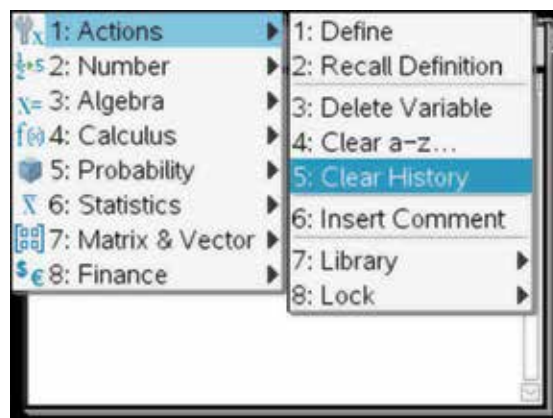 1: Actions
2: Number
3: Algebra
4: Calculus
5: Probability
6: Statistics
7: Matrix & Vector
8: Finance
1: Define
2: Recall Definition
3: Delete Variable
4: Clear a-z...
5: Clear History
6: Insert Comment
7: Library
8: Lock